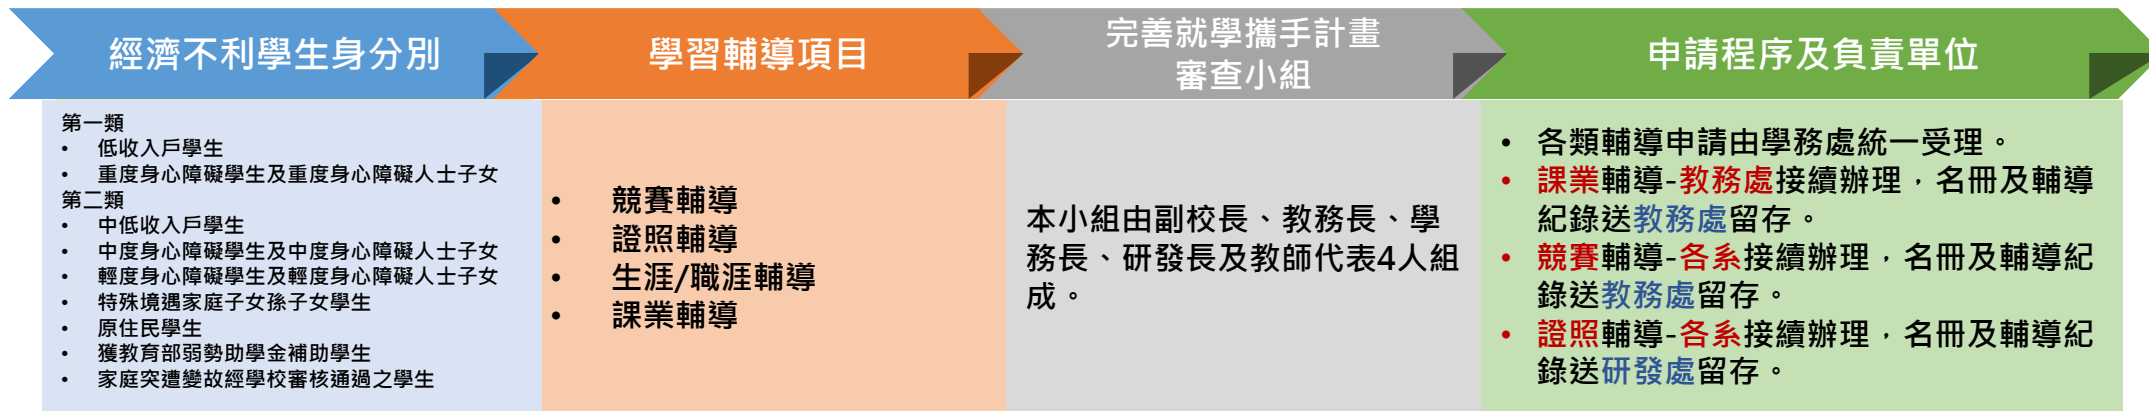 經濟不利學生身分別
學習輔導項目
完善就學攜手計畫
審查小組
申請程序及負責單位
第一類
• 低收入戶學生
• 重度身心障礙學生及重度身心障礙人士子女
第二類
• 中低收入戶學生
• 中度身心障礙學生及中度身心障礙人士子女
• 輕度身心障礙學生及輕度身心障礙人士子女
• 特殊境遇家庭子女孫子女學生
• 原住民學生
• 獲教育部弱勢助學金補助學生
• 家庭突遭變故經學校審核通過之學生
• 競賽輔導
• 證照輔導
• 生涯/職涯輔導
• 課業輔導
本小組由副校長、教務長、學
務長、研發長及教師代表4人組
成。
• 各類輔導申請由學務處統一受理。
• 課業輔導-教務處接續辦理，名冊及輔導
紀錄送教務處留存。
• 競賽輔導-各系接續辦理，名冊及輔導紀
錄送教務處留存。
• 證照輔導-各系接續辦理，名冊及輔導紀
錄送研發處留存。